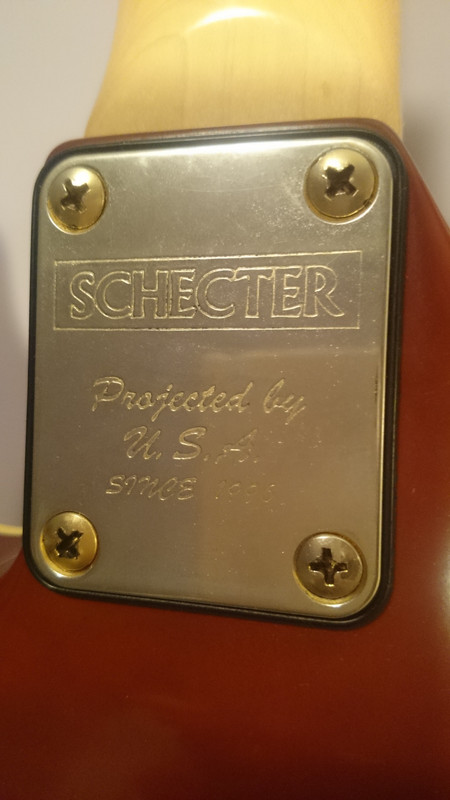 SCHECTER
Projected by
U. S. A.
SINCE